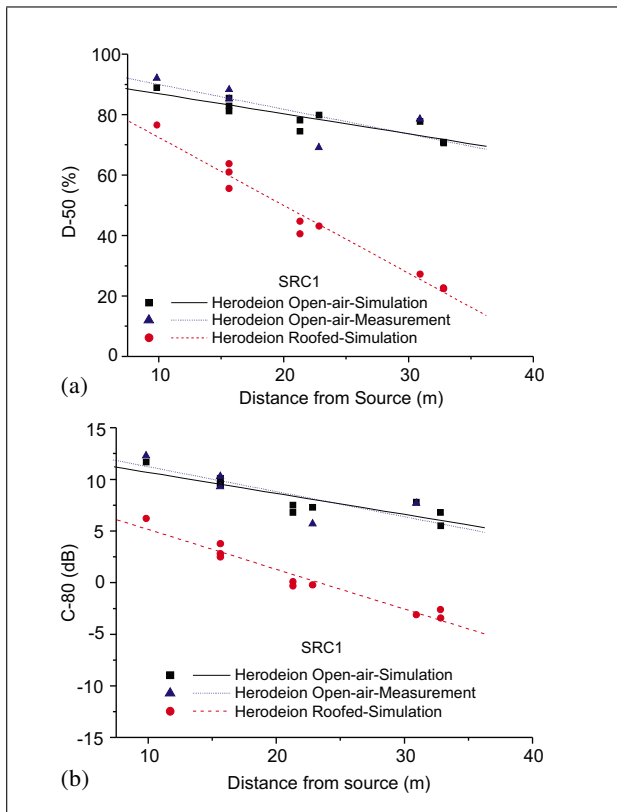 (a)
100
80
60
40
20
0
D-50 (%)
SRC1
Herodeion Open-air-Simulation
Herodeion Open-air-Measurement
Herodeion Roofed-Simulation
10 20 30 40
Distance from Source (m)
(b)
15
10
5
0
-5
-10
-15
C-80 (dB)
SRC1
Herodeion Open-air-Simulation
Herodeion Open-air-Measurement
Herodeion Roofed-Simulation
10 20 30 40
Distance from source (m)